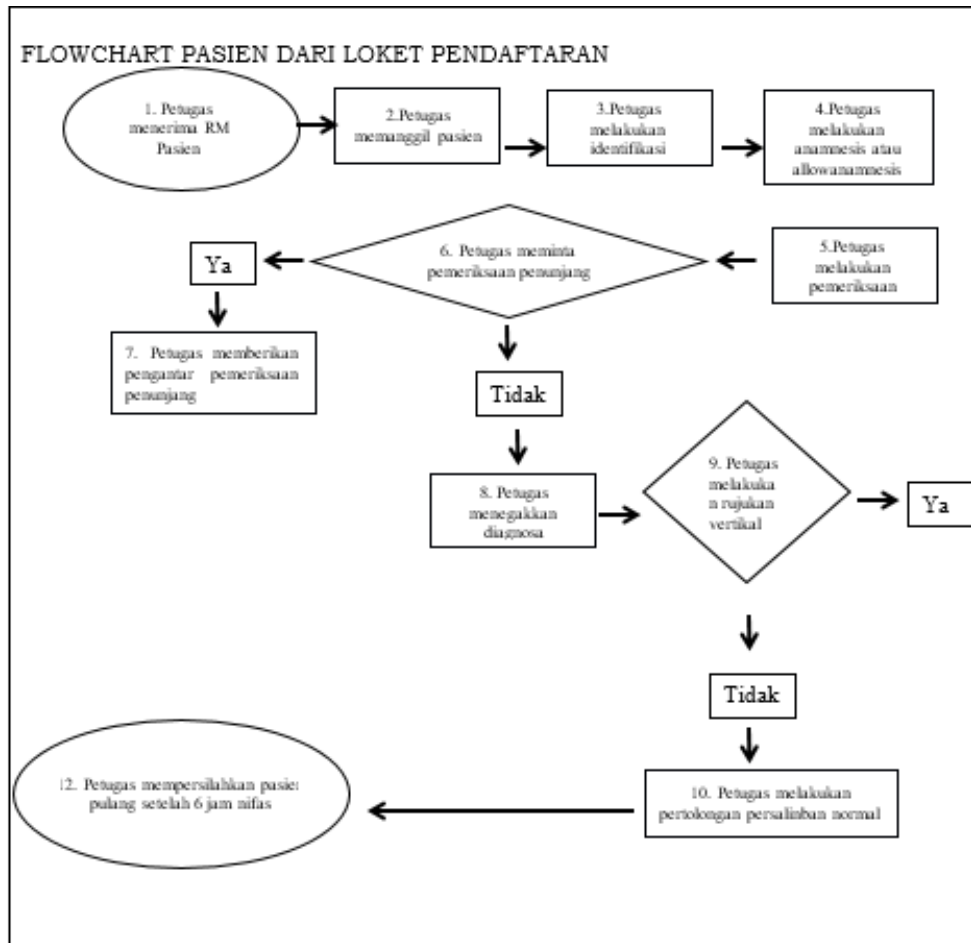 FLOWCHART PASIEN DARI LOKET PENDAFTARAN
1. Petugas
menerima RM
Pasien
2.Petugas
memanggil pasien
3.Petugas
melakukan
identifikasi
4.Petugas
melakukan
anamnesis atau
allowanamnesis
5.Petugas
melakukan
pemeriksaan
6. Petugas meminta
pemeriksaan penunjang
Ya
7. Petugas memberikan
pengantar pemeriksaan
penunjang
Tidak
8. Petugas
menegakkan
diagnosa
9. Petugas
melakuka
n rujukan
vertikal
Ya
Tidak
10. Petugas melakukan
pertolongan persalinban normal
12. Petugas mempersilahkan pasien
pulang setelah 6 jam nifas